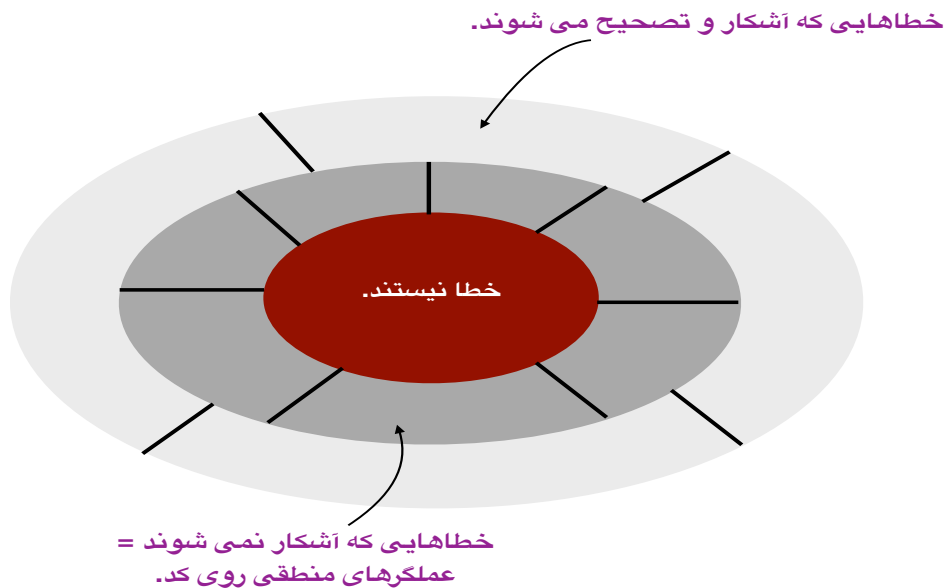 خطاهایی که آشکار و تصحیح می شوند.
خطا نیستند.
خطاهایی که آشکار نمی شوند =
عملگرهای منطقی روی کد.